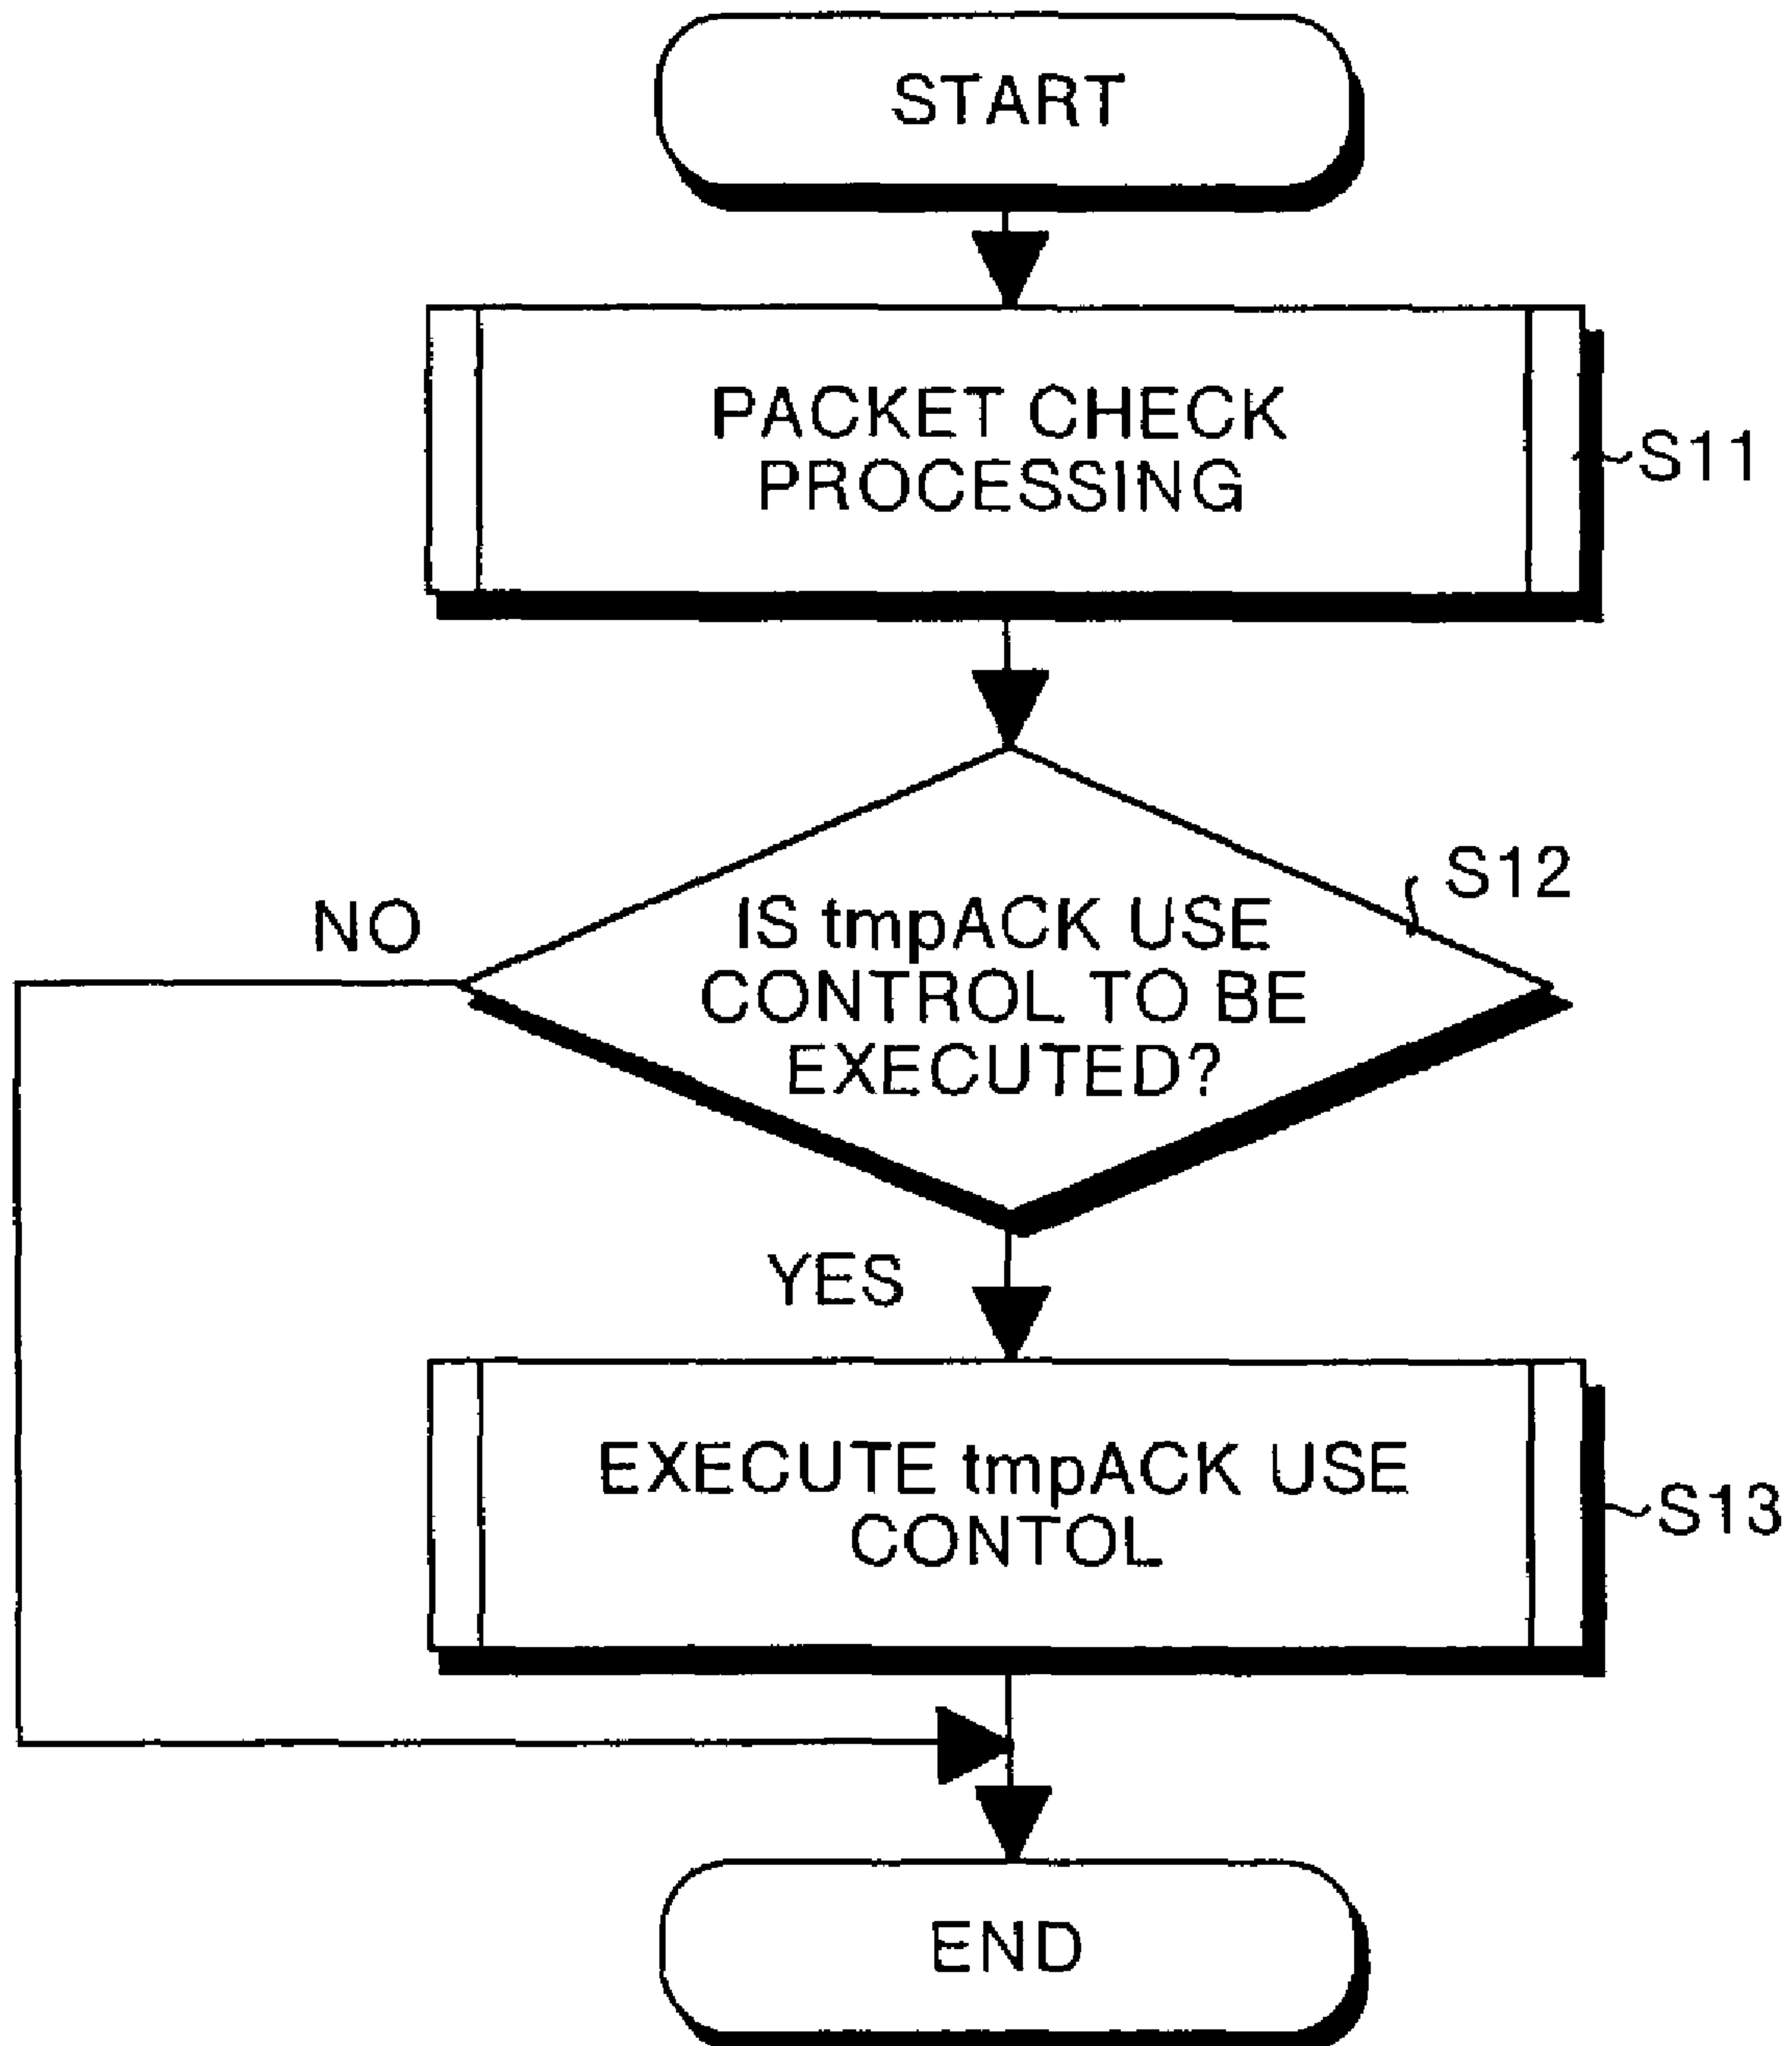 START
PACKET CHECK
PROCESSING
S11
S12
NO
IS tmpACK USE
CONTROL TO BE
EXECUTED?
YES
EXECUTE tmpACK USE
CONTOL
S13
END